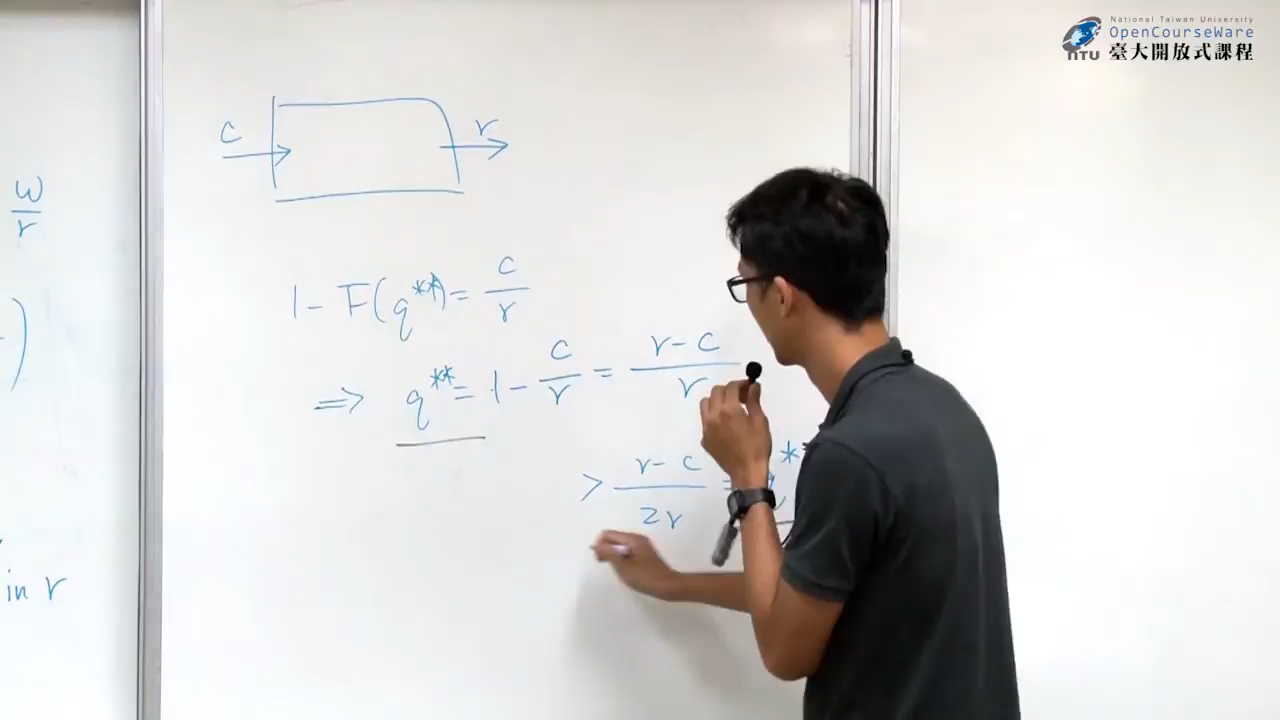 National Taiwan University
OpenCourseWare
NTU 臺大開放式課程
c
r
w/r
1 - F(q**) = c/r
⇒ q** = 1 - c/r = (r - c)/r
)
> (r - c)/2r =
*
in r